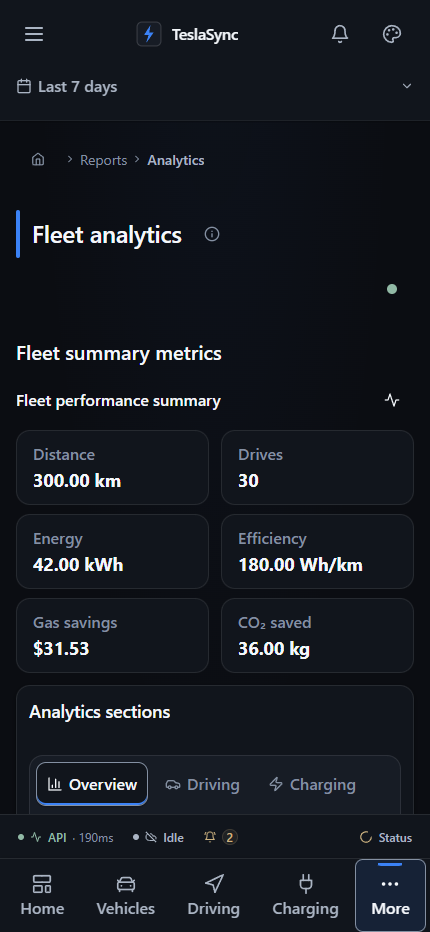 TeslaSync
Last 7 days
Reports Analytics
Fleet analytics
Fleet summary metrics
Fleet performance summary
Distance Drives
300.00 km 30
Energy Efficiency
42.00 kWh 180.00 Wh/km
Gas savings CO₂ saved
$31.53 36.00 kg
Analytics sections
Overview Driving Charging
API · 190ms Idle 2 Status
Home Vehicles Driving Charging More